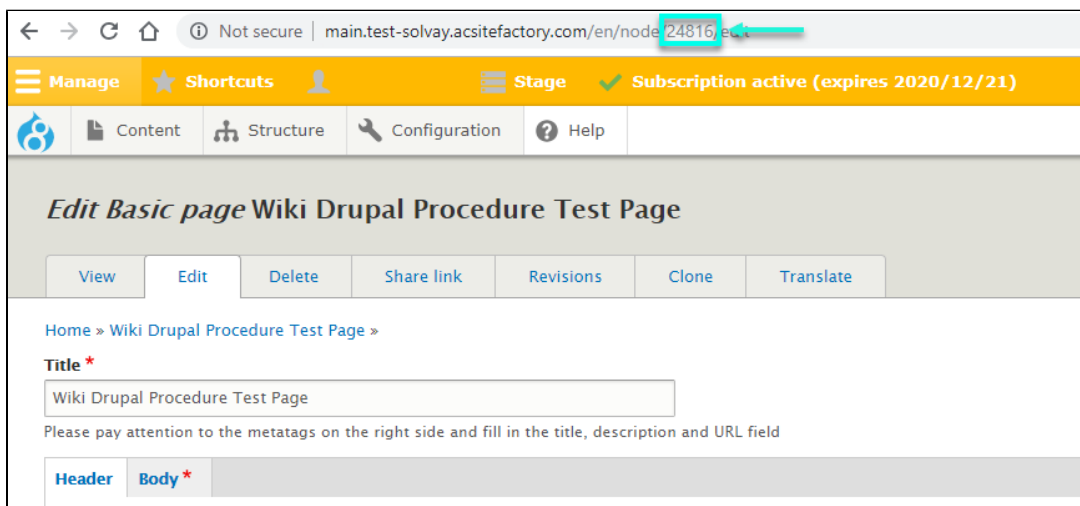 Not secure | main.test-solvay.acsitefactory.com/en/node/24816/edit
Manage Shortcuts Stage Subscription active (expires 2020/12/21)
Content Structure Configuration Help
Edit Basic page Wiki Drupal Procedure Test Page
View Edit Delete Share link Revisions Clone Translate
Home » Wiki Drupal Procedure Test Page »
Title *
Wiki Drupal Procedure Test Page
Please pay attention to the metatags on the right side and fill in the title, description and URL field
Header Body *